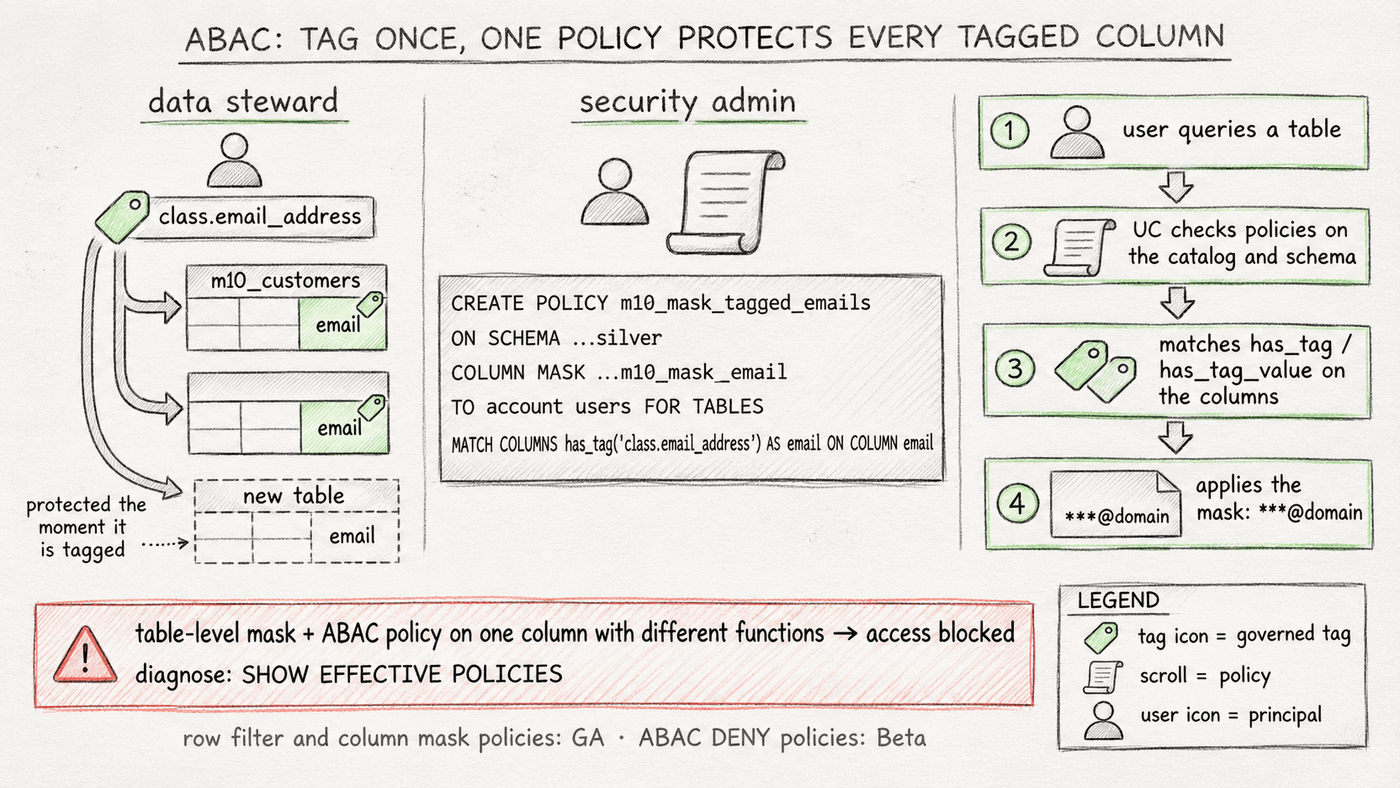 ABAC: TAG ONCE, ONE POLICY PROTECTS EVERY TAGGED COLUMN
data steward
class.email_address
m10_customers
email
email
new table
email
protected the
moment it
is tagged
security admin
CREATE POLICY m10_mask_tagged_emails
ON SCHEMA ...silver
COLUMN MASK ...m10_mask_email
TO account users FOR TABLES
MATCH COLUMNS has_tag('class.email_address') AS email ON COLUMN email
1
user queries a table
2
UC checks policies on
the catalog and schema
3
matches has_tag /
has_tag_value on
the columns
4
***@domain
applies the
mask: ***@domain
!
table-level mask + ABAC policy on one column with different functions → access blocked
diagnose: SHOW EFFECTIVE POLICIES
row filter and column mask policies: GA · ABAC DENY policies: Beta
LEGEND
tag icon = governed tag
scroll = policy
user icon = principal